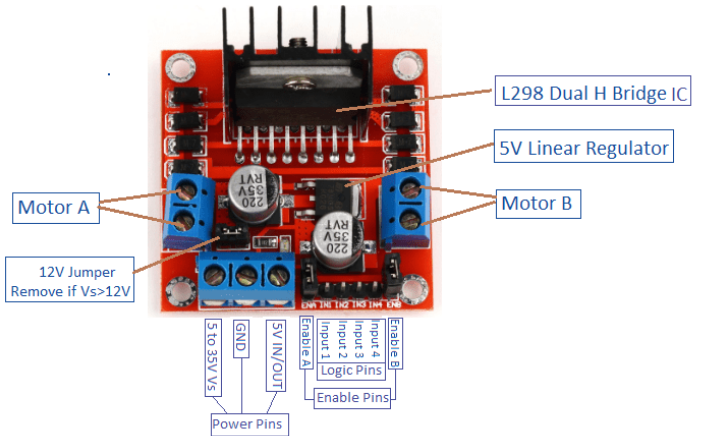 L298 Dual H Bridge IC
5V Linear Regulator
Motor A
Motor B
220
35V
RVT
220
35V
RVT
12V Jumper
Remove if Vs>12V
5 to 35V Vs
GND
5V IN/OUT
Enable A
Input 1
Input 2
Input 3
Input 4
Enable B
Logic Pins
Enable Pins
Power Pins